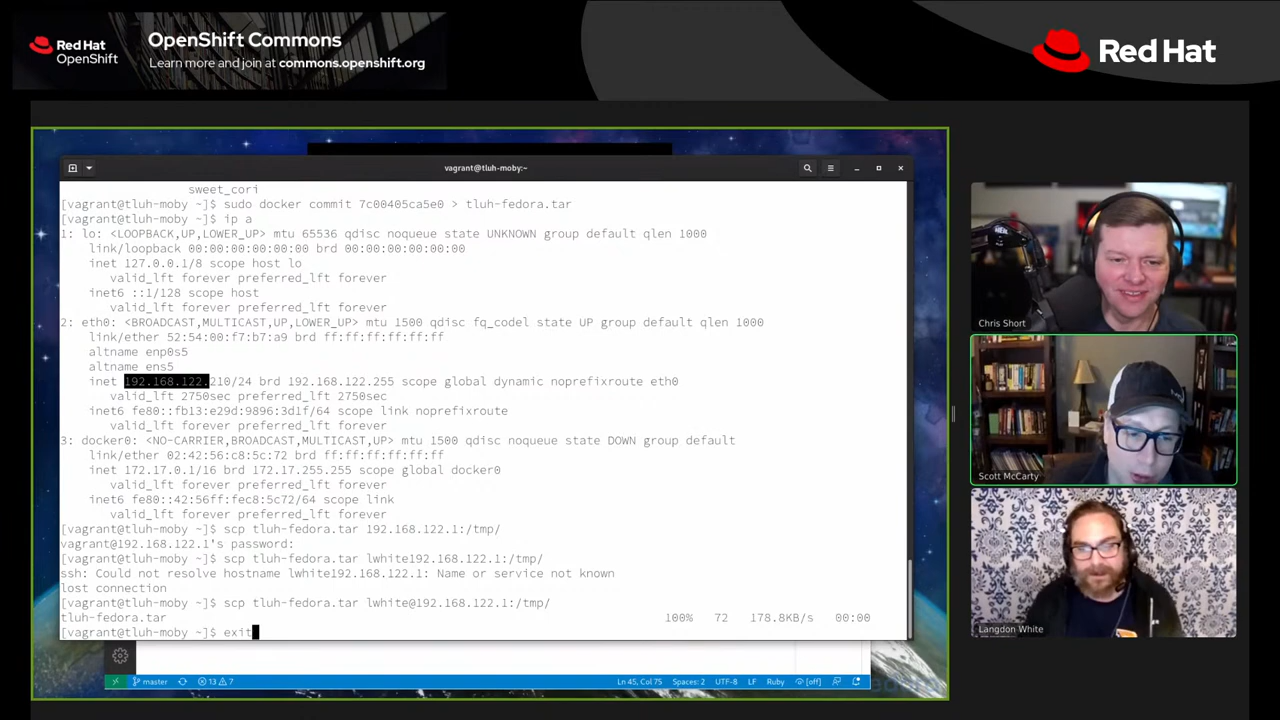 Red Hat
OpenShift
OpenShift Commons
Learn more and join at commons.openshift.org
Red Hat
vagrant@tluh-moby:~
sweet_cori
[vagrant@tluh-moby ~]$ sudo docker commit 7c00405ca5e0 > tluh-fedora.tar
[vagrant@tluh-moby ~]$ ip a
1: lo: <LOOPBACK,UP,LOWER_UP> mtu 65536 qdisc noqueue state UNKNOWN group default qlen 1000
link/loopback 00:00:00:00:00:00 brd 00:00:00:00:00:00
inet 127.0.0.1/8 scope host lo
valid_lft forever preferred_lft forever
inet6 ::1/128 scope host
valid_lft forever preferred_lft forever
2: eth0: <BROADCAST,MULTICAST,UP,LOWER_UP> mtu 1500 qdisc fq_codel state UP group default qlen 1000
link/ether 52:54:00:f7:b7:a9 brd ff:ff:ff:ff:ff:ff
altname enp0s5
altname ens5
inet 192.168.122.210/24 brd 192.168.122.255 scope global dynamic noprefixroute eth0
valid_lft 2750sec preferred_lft 2750sec
inet6 fe80::fb13:e29d:9896:3d1f/64 scope link noprefixroute
valid_lft forever preferred_lft forever
3: docker0: <NO-CARRIER,BROADCAST,MULTICAST,UP> mtu 1500 qdisc noqueue state DOWN group default
link/ether 02:42:56:c8:5c:72 brd ff:ff:ff:ff:ff:ff
inet 172.17.0.1/16 brd 172.17.255.255 scope global docker0
valid_lft forever preferred_lft forever
inet6 fe80::42:56ff:fec8:5c72/64 scope link
valid_lft forever preferred_lft forever
[vagrant@tluh-moby ~]$ scp tluh-fedora.tar 192.168.122.1:/tmp/
vagrant@192.168.122.1's password:
[vagrant@tluh-moby ~]$ scp tluh-fedora.tar lwhite192.168.122.1:/tmp/
ssh: Could not resolve hostname lwhite192.168.122.1: Name or service not known
lost connection
[vagrant@tluh-moby ~]$ scp tluh-fedora.tar lwhite@192.168.122.1:/tmp/
tluh-fedora.tar 100% 72 178.8KB/s 00:00
[vagrant@tluh-moby ~]$ exit
master 13 7 Ln 45, Col 75 Spaces: 2 UTF-8 LF Ruby [off]
Chris Short
Scott McCarty
Langdon White